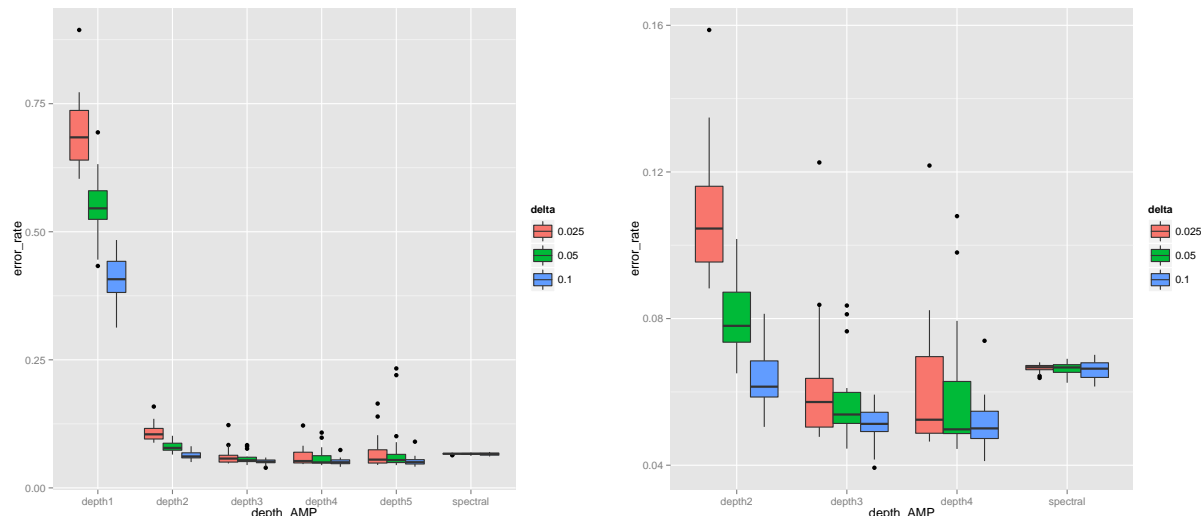 0.75
0.50
0.25
0.00
error_rate
depth1 depth2 depth3 depth4 depth5 spectral
depth_AMP
delta
0.025
0.05
0.1
0.16
0.12
0.08
0.04
error_rate
depth2 depth3 depth4 spectral
depth_AMP
delta
0.025
0.05
0.1